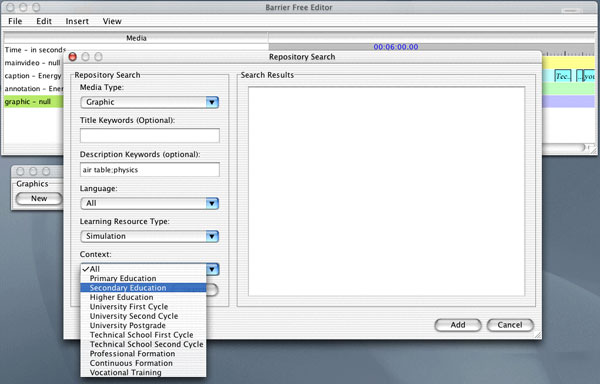 Barrier Free Editor
File Edit Insert View
Media
00:06:00.00
Time - in seconds
mainvideo - null
caption - Energy
Tec..
..you
annotation - Energy
graphic - null
Graphics
New
Repository Search
Repository Search
Media Type:
Graphic
Title Keywords (Optional):
Description Keywords (optional):
air table;physics
Language:
All
Learning Resource Type:
Simulation
Context:
✓All
Primary Education
Secondary Education
Higher Education
University First Cycle
University Second Cycle
University Postgrade
Technical School First Cycle
Technical School Second Cycle
Professional Formation
Continuous Formation
Vocational Training
Search Results
Add
Cancel